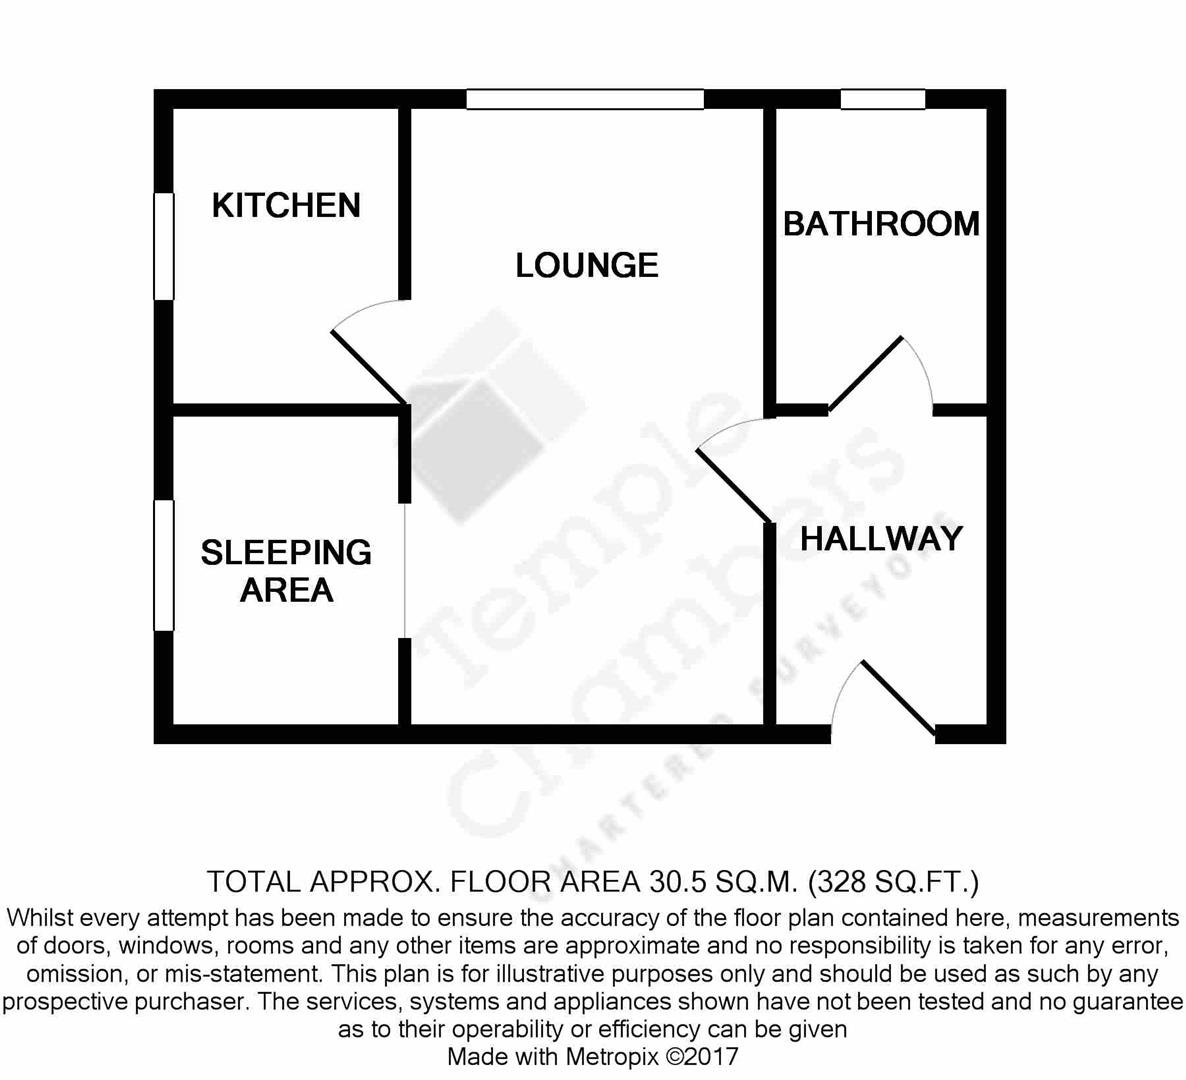 KITCHEN
BATHROOM
LOUNGE
HALLWAY
SLEEPING
AREA
Temple
Chambers
CHARTERED SURVEYORS
TOTAL APPROX. FLOOR AREA 30.5 SQ.M. (328 SQ.FT.)
Whilst every attempt has been made to ensure the accuracy of the floor plan contained here, measurements
of doors, windows, rooms and any other items are approximate and no responsibility is taken for any error,
omission, or mis-statement. This plan is for illustrative purposes only and should be used as such by any
prospective purchaser. The services, systems and appliances shown have not been tested and no guarantee
as to their operability or efficiency can be given
Made with Metropix ©2017